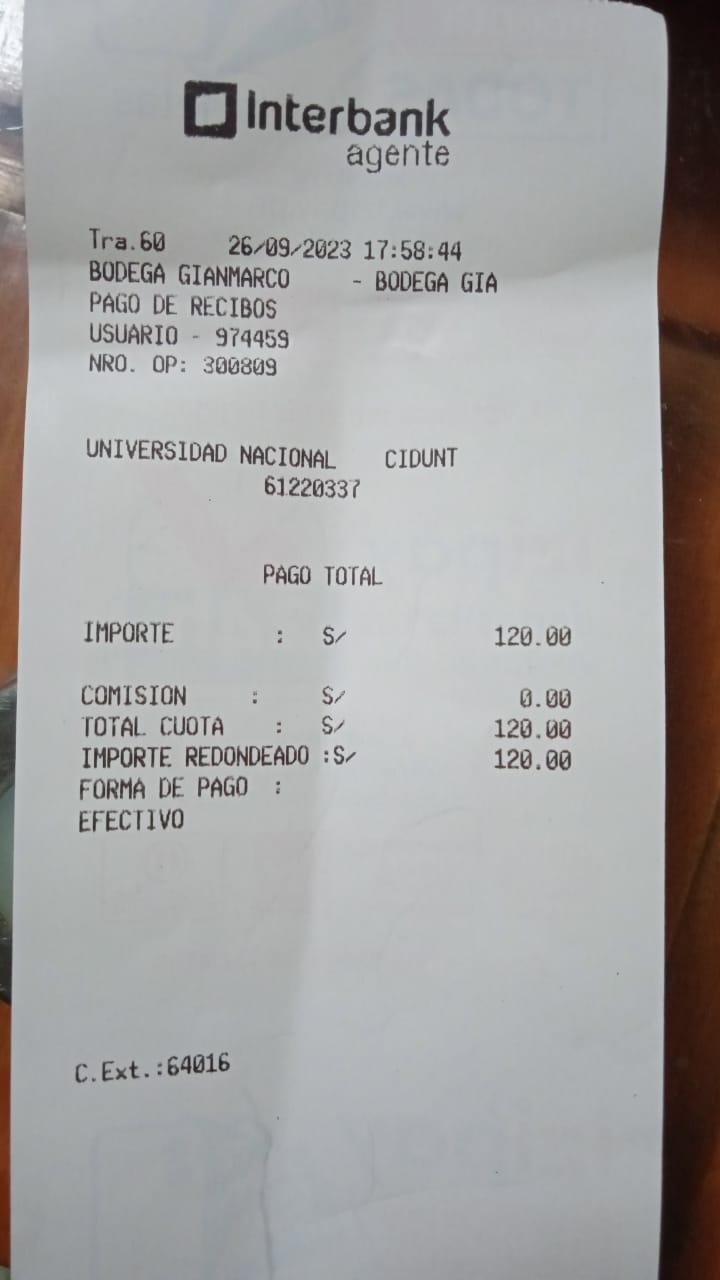 Interbank
agente
Tra.60 26/09/2023 17:58:44
BODEGA GIANMARCO - BODEGA GIA
PAGO DE RECIBOS
USUARIO - 974459
NRO. OP: 300809
UNIVERSIDAD NACIONAL CIDUNT
61220337
PAGO TOTAL
IMPORTE : S/ 120.00
COMISION : S/ 0.00
TOTAL CUOTA : S/ 120.00
IMPORTE REDONDEADO :S/ 120.00
FORMA DE PAGO :
EFECTIVO
C.Ext.:64016